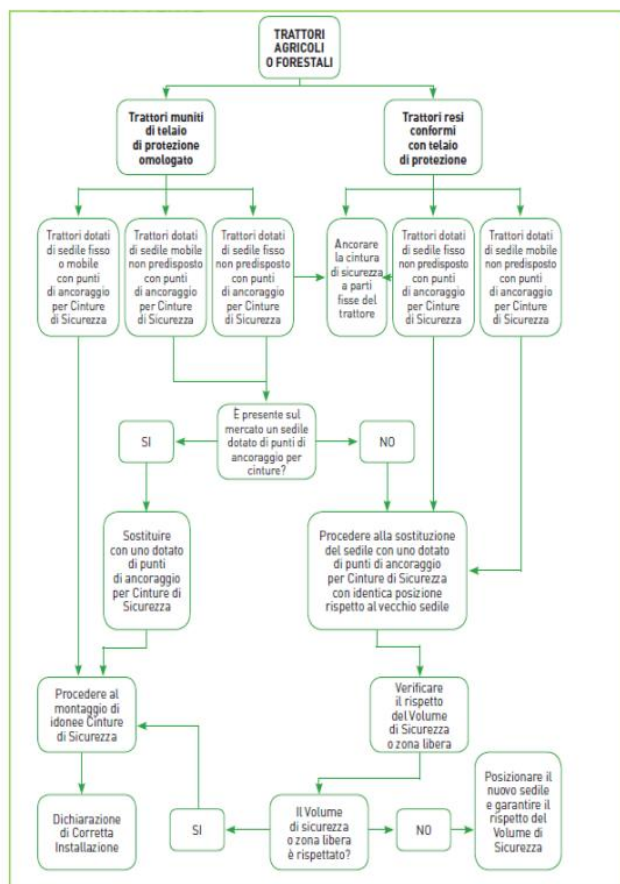 TRATTORI
AGRICOLI
O FORESTALI
Trattori muniti
di telaio
di protezione
omologato
Trattori resi
conformi
con telaio
di protezione
Trattori dotati
di sedile fisso
o mobile
con punti
di ancoraggio
per Cinture
di Sicurezza
Trattori dotati
di sedile mobile
non predisposto
con punti
di ancoraggio
per Cinture
di Sicurezza
Trattori dotati
di sedile fisso
non predisposto
con punti
di ancoraggio
per Cinture
di Sicurezza
Ancorare
la cintura
di sicurezza
a parti
fisse del
trattore
Trattori dotati
di sedile fisso
non predisposto
con punti
di ancoraggio
per Cinture
di Sicurezza
Trattori dotati
di sedile mobile
non predisposto
con punti
di ancoraggio
per Cinture
di Sicurezza
SI
È presente sul
mercato un sedile
dotato di punti di
ancoraggio per
cinture?
NO
Sostituire
con uno dotato
di punti
di ancoraggio
per Cinture di
Sicurezza
Procedere alla sostituzione
del sedile con uno dotato
di punti di ancoraggio
per Cinture di Sicurezza
con identica posizione
rispetto al vecchio sedile
Procedere al
montaggio di
idonee Cinture
di Sicurezza
Verificare
il rispetto
del Volume
di Sicurezza
o zona libera
Dichiarazione
di Corretta
Installazione
SI
Il Volume
di sicurezza
o zona libera
è rispettato?
NO
Posizionare il
nuovo sedile
e garantire il
rispetto del
Volume di
Sicurezza